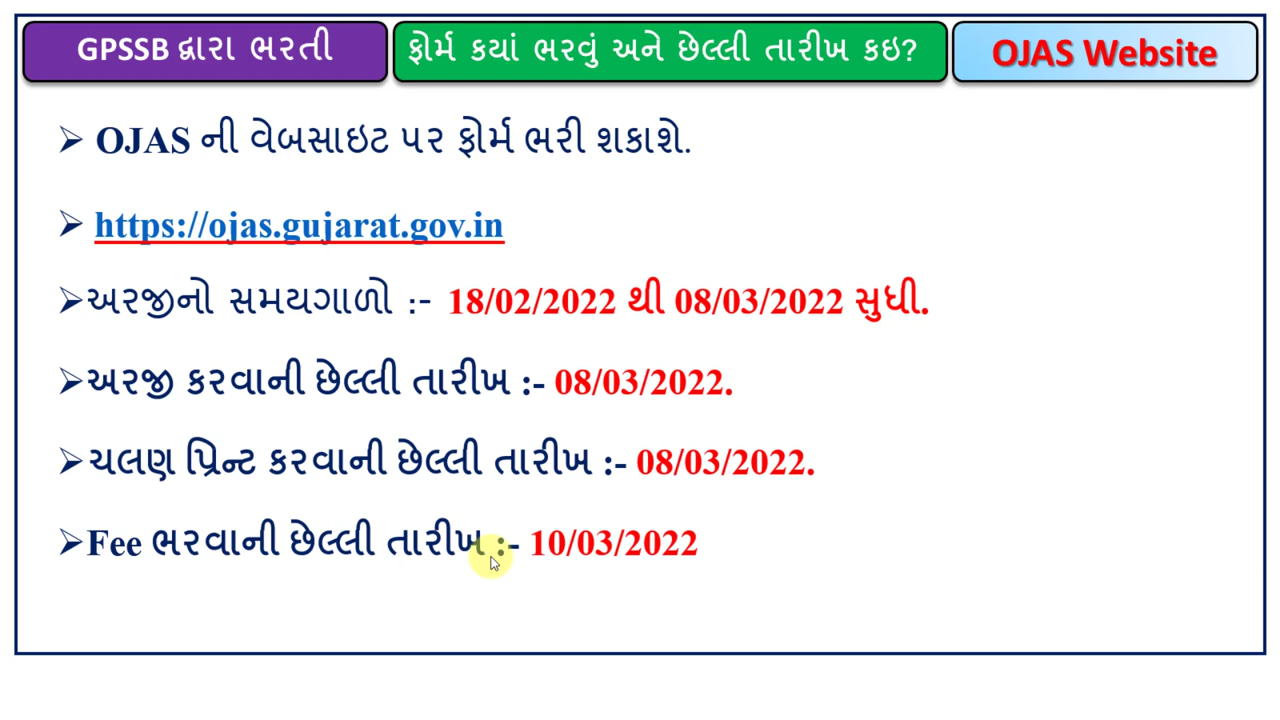 GPSSB દ્વારા ભરતી
ફોર્મ કયાં ભરવું અને છેલ્લી તારીખ કઇ?
OJAS Website
➢ OJAS ની વેબસાઇટ પર ફોર્મ ભરી શકાશે.
➢ https://ojas.gujarat.gov.in
➢અરજીનો સમયગાળો :- 18/02/2022 થી 08/03/2022 સુધી.
➢અરજી કરવાની છેલ્લી તારીખ :- 08/03/2022.
➢ચલણ પ્રિન્ટ કરવાની છેલ્લી તારીખ :- 08/03/2022.
➢Fee ભરવાની છેલ્લી તારીખ :- 10/03/2022